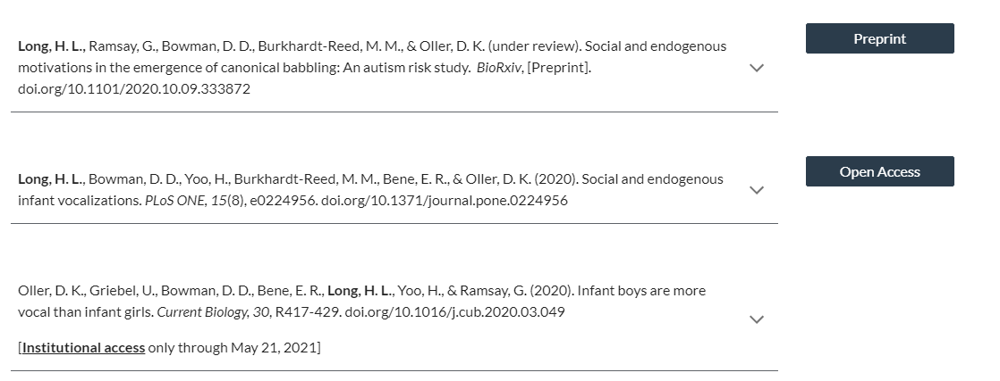 Long, H. L., Ramsay, G., Bowman, D. D., Burkhardt-Reed, M. M., & Oller, D. K. (under review). Social and endogenous
motivations in the emergence of canonical babbling: An autism risk study. BioRxiv, [Preprint].
doi.org/10.1101/2020.10.09.333872
Preprint
Long, H. L., Bowman, D. D., Yoo, H., Burkhardt-Reed, M. M., Bene, E. R., & Oller, D. K. (2020). Social and endogenous
infant vocalizations. PLoS ONE, 15(8), e0224956. doi.org/10.1371/journal.pone.0224956
Open Access
Oller, D. K., Griebel, U., Bowman, D. D., Bene, E. R., Long, H. L., Yoo, H., & Ramsay, G. (2020). Infant boys are more
vocal than infant girls. Current Biology, 30, R417-429. doi.org/10.1016/j.cub.2020.03.049
[Institutional access only through May 21, 2021]